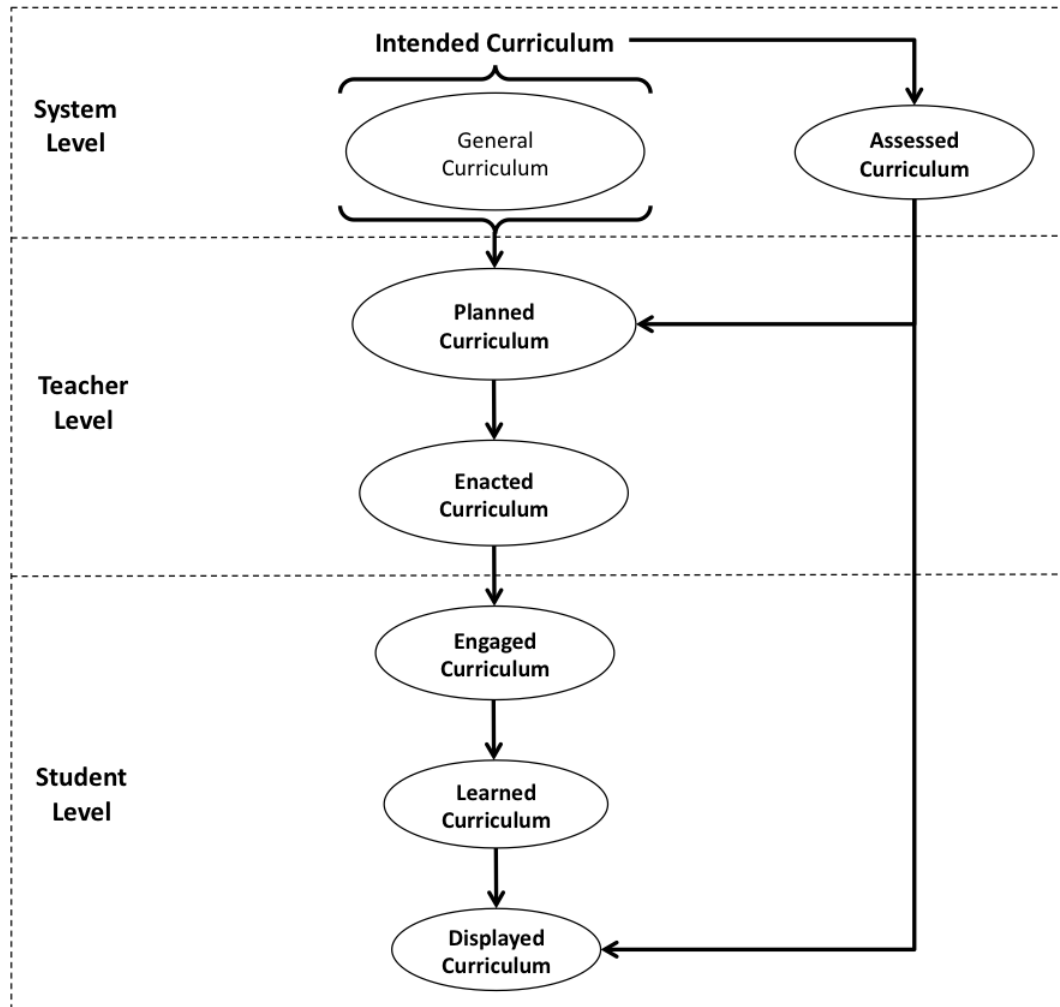 Intended Curriculum
System
Level
General
Curriculum
Assessed
Curriculum
Planned
Curriculum
Teacher
Level
Enacted
Curriculum
Engaged
Curriculum
Student
Level
Learned
Curriculum
Displayed
Curriculum